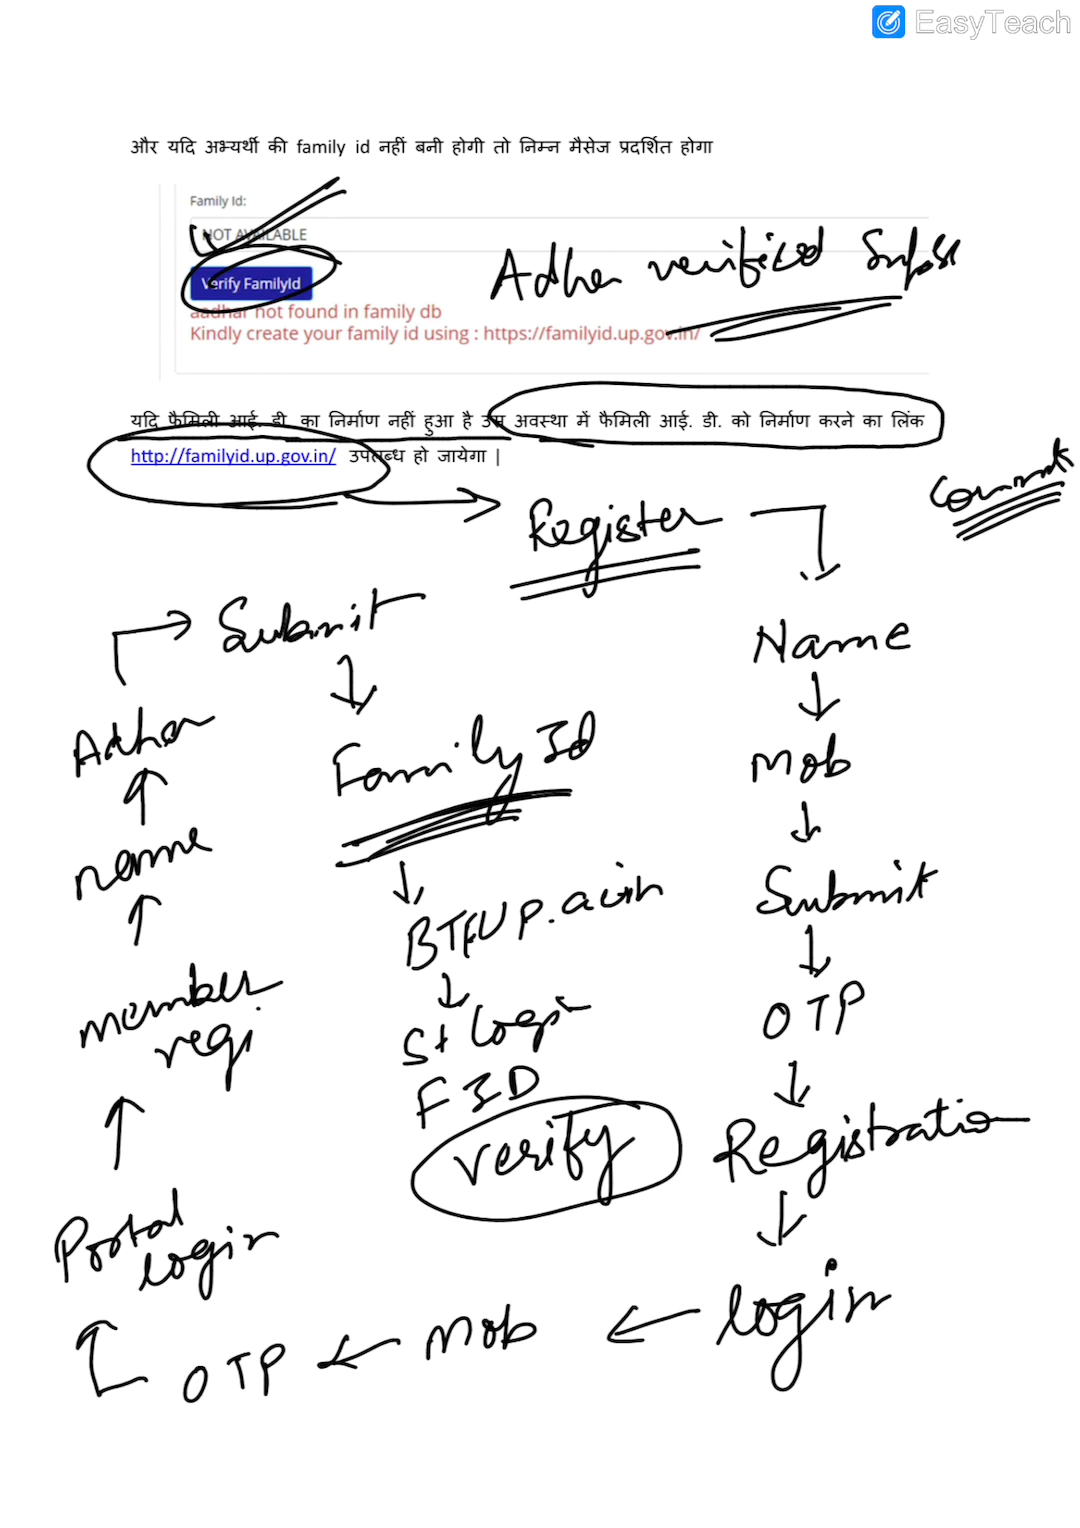 EasyTeach
और यदि अभ्यर्थी की family id नहीं बनी होगी तो निम्न मैसेज प्रदर्शित होगा
Family Id:
NOT AVAILABLE
Verify FamilyId
Adhar verified
aadhar not found in family db
Kindly create your family id using : https://familyid.up.gov.in/
यदि फैमिली आई. डी. का निर्माण नहीं हुआ है उस अवस्था में फैमिली आई. डी. को निर्माण करने का लिंक
http://familyid.up.gov.in/ उपलब्ध हो जायेगा |
Register
Name
Mob
Submit
OTP
Registration
login
Mob
OTP
Portal
login
member
regi
name
Adhar
Submit
Family Id
St Login
FID
verify